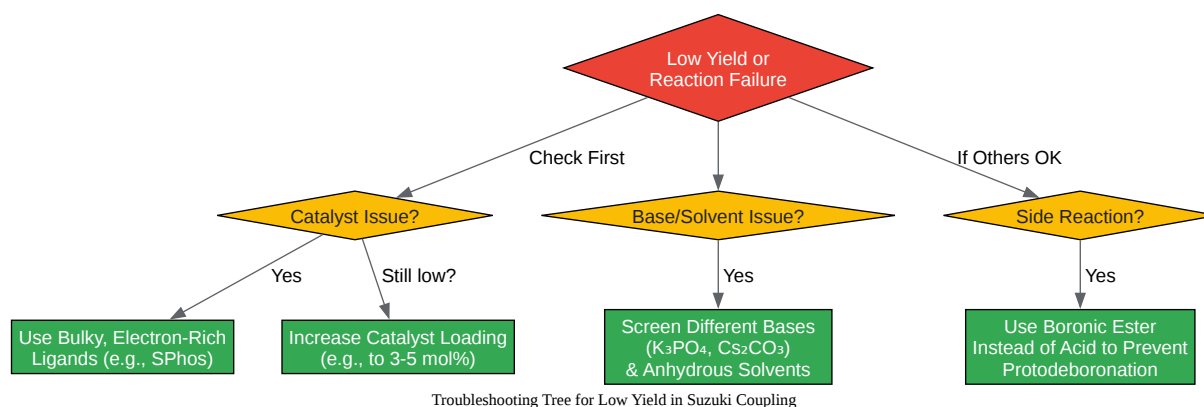 Low Yield or
Reaction Failure
Check First
If Others OK
Catalyst Issue?
Base/Solvent Issue?
Side Reaction?
Yes
Still low?
Yes
Yes
Use Bulky, Electron-Rich
Ligands (e.g., SPhos)
Increase Catalyst Loading
(e.g., to 3-5 mol%)
Screen Different Bases
(K₃PO₄, Cs₂CO₃)
& Anhydrous Solvents
Use Boronic Ester
Instead of Acid to Prevent
Protodeboronation
Troubleshooting Tree for Low Yield in Suzuki Coupling